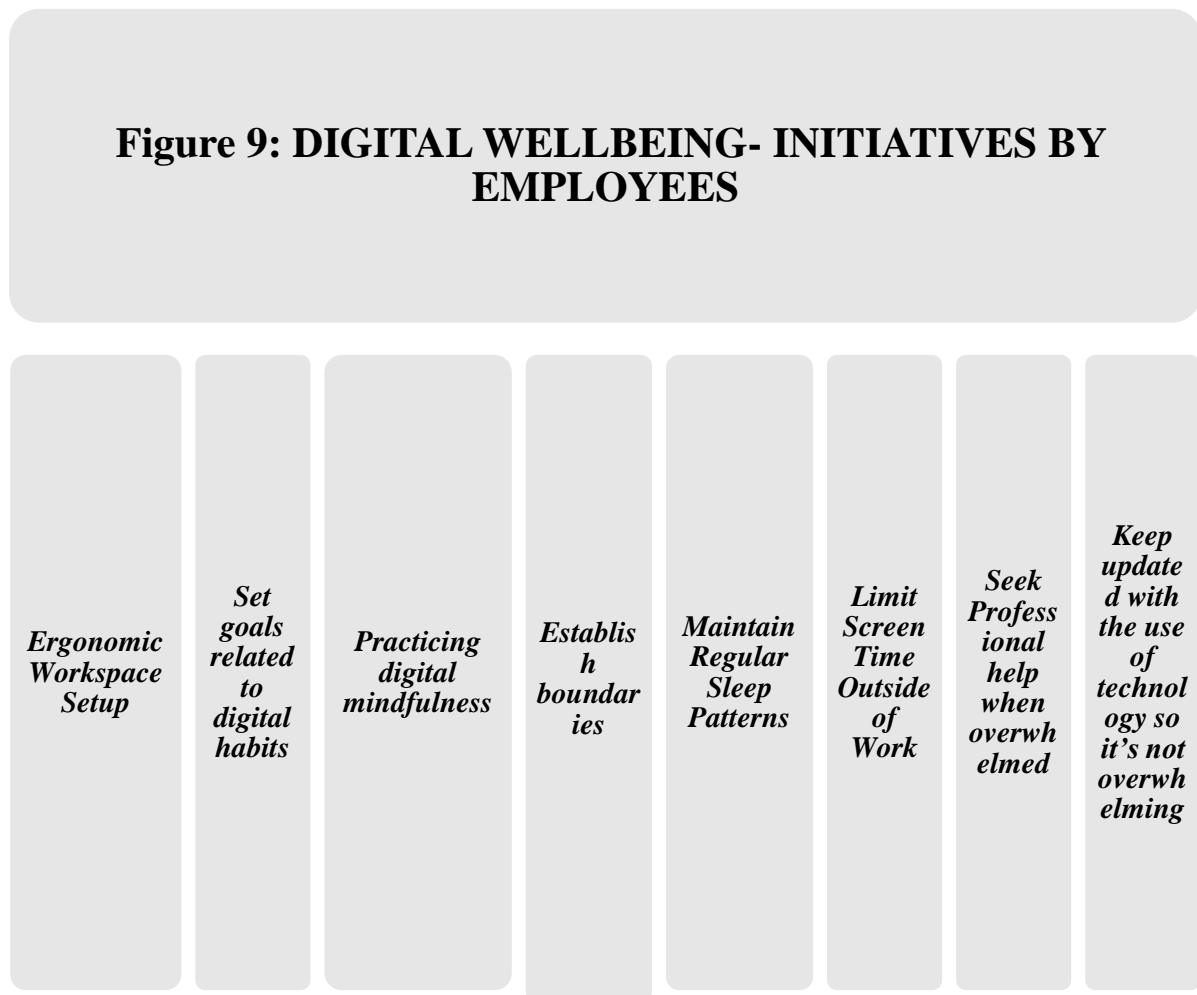 Figure 9: DIGITAL WELLBEING- INITIATIVES BY
EMPLOYEES
Ergonomic
Workspace
Setup
Set
goals
related
to
digital
habits
Practicing
digital
mindfulness
Establis
h
boundar
ies
Maintain
Regular
Sleep
Patterns
Limit
Screen
Time
Outside
of
Work
Seek
Profess
ional
help
when
overwh
elmed
Keep
update
d with
the use
of
technol
ogy so
it’s not
overwh
elming